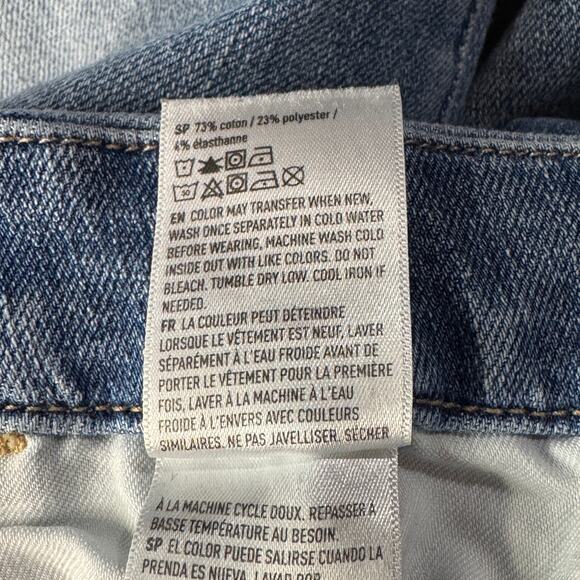 SP 73% coton / 23% polyester /
4% élasthanne
30
EN COLOR MAY TRANSFER WHEN NEW,
WASH ONCE SEPARATELY IN COLD WATER
BEFORE WEARING, MACHINE WASH COLD
INSIDE OUT WITH LIKE COLORS. DO NOT
BLEACH. TUMBLE DRY LOW. COOL IRON IF
NEEDED.
FR LA COULEUR PEUT DÉTEINDRE
LORSQUE LE VÊTEMENT EST NEUF, LAVER
SÉPARÉMENT À L'EAU FROIDE AVANT DE
PORTER LE VÊTEMENT POUR LA PREMIÈRE
FOIS, LAVER À LA MACHINE À L'EAU
FROIDE À L'ENVERS AVEC COULEURS
SIMILAIRES. NE PAS JAVELLISER. SÉCHER
À LA MACHINE CYCLE DOUX. REPASSER À
BASSE TEMPÉRATURE AU BESOIN.
SP EL COLOR PUEDE SALIRSE CUANDO LA
PRENDA ES NUEVA, LAVAR POR